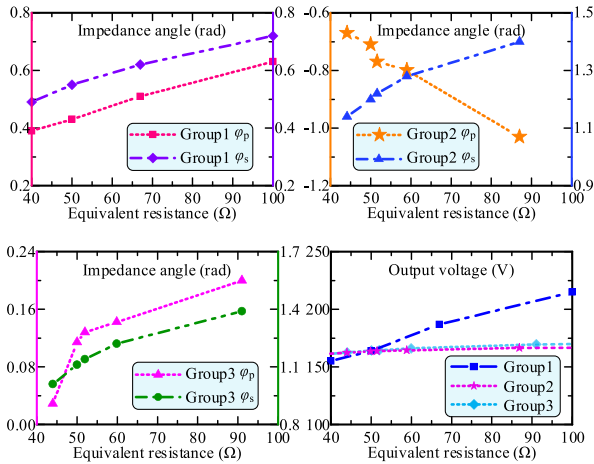 Impedance angle (rad)
0.8
0.6
0.4
0.2
0.8
0.6
0.4
0.2
Group1 φp
Group1 φs
40 50 60 70 80 90 100
Equivalent resistance (Ω)
Impedance angle (rad)
-0.6
-0.8
-1.0
-1.2
1.5
1.3
1.1
0.9
Group2 φp
Group2 φs
40 50 60 70 80 90 100
Equivalent resistance (Ω)
Impedance angle (rad)
0.24
0.16
0.08
0.00
1.7
1.4
1.1
0.8
Group3 φp
Group3 φs
40 50 60 70 80 90 100
Equivalent resistance (Ω)
Output voltage (V)
250
200
150
100
Group1
Group2
Group3
40 50 60 70 80 90 100
Equivalent resistance (Ω)